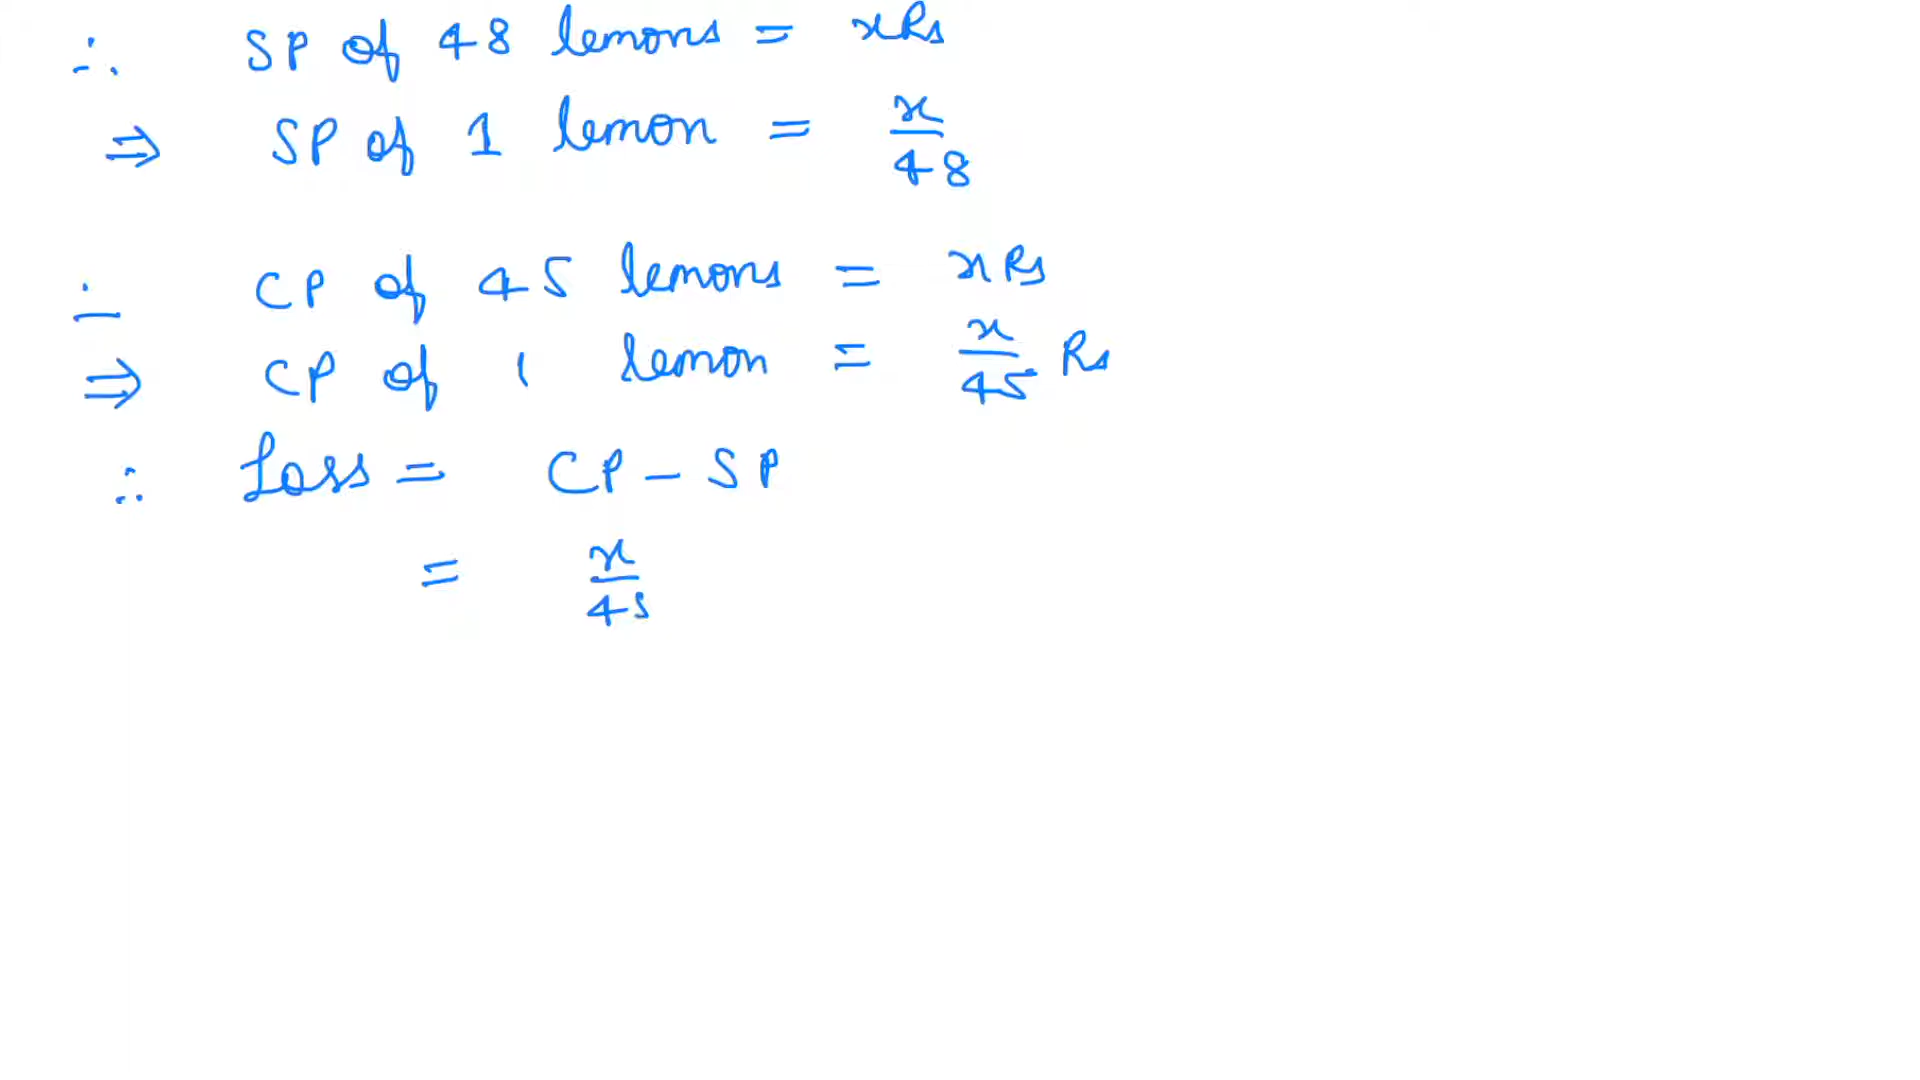 ∴ SP of 48 lemons = x Rs
⇒ SP of 1 lemon = x/48
∴ CP of 45 lemons = x Rs
⇒ CP of 1 lemon = x/45 Rs
∴ Loss = CP - SP
= x/45